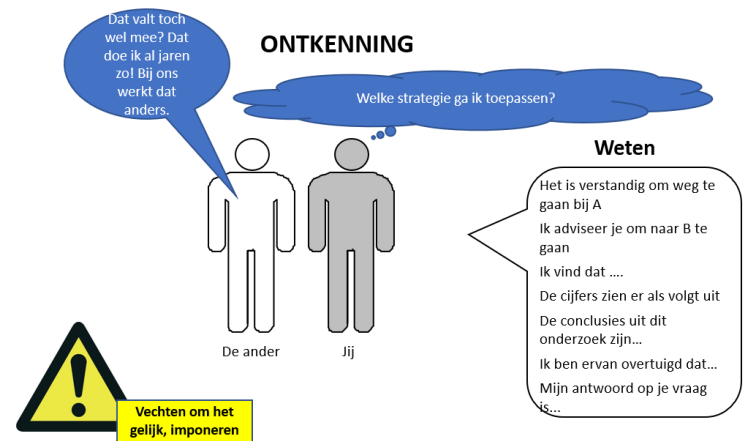 Dat valt toch
wel mee? Dat
doe ik al jaren
zo! Bij ons
werkt dat
anders.
ONTKENNING
Welke strategie ga ik toepassen?
Weten
Het is verstandig om weg te
gaan bij A
Ik adviseer je om naar B te
gaan
Ik vind dat ….
De cijfers zien er als volgt uit
De conclusies uit dit
onderzoek zijn…
Ik ben ervan overtuigd dat…
Mijn antwoord op je vraag
is…
De ander
Jij
Vechten om het
gelijk, imponeren